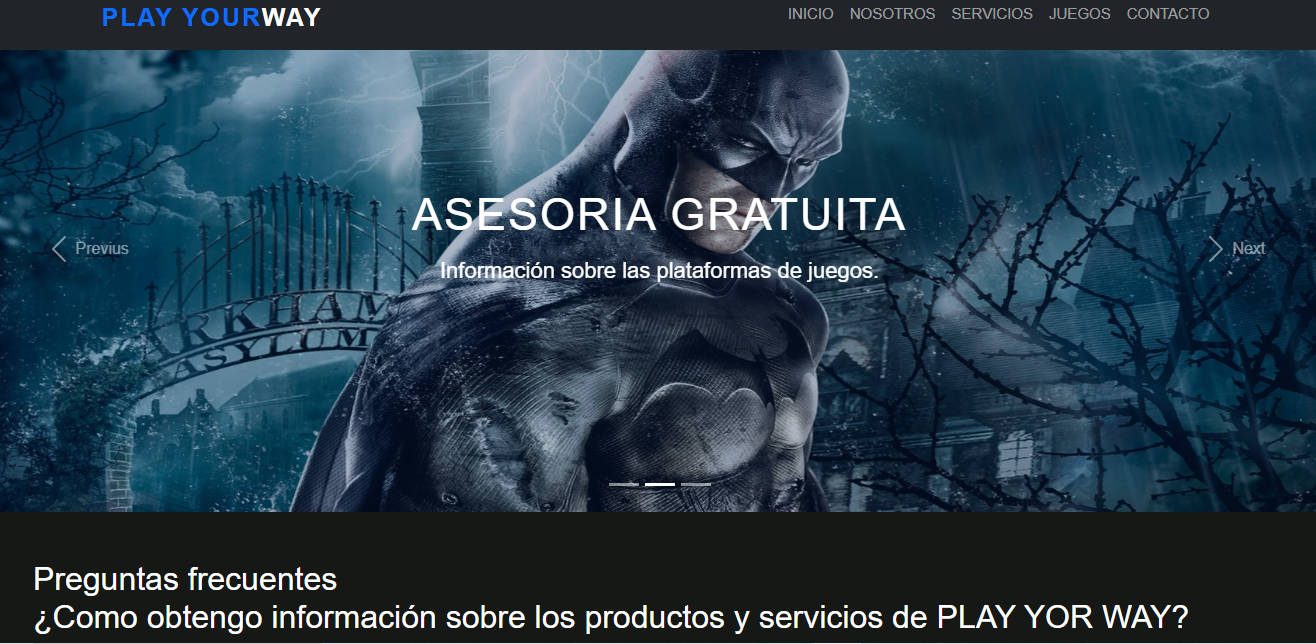 PLAY YOURWAY
INICIO NOSOTROS SERVICIOS JUEGOS CONTACTO
ASESORIA GRATUITA
Previus
Next
Información sobre las plataformas de juegos.
ARKHAM
ASYLUM
Preguntas frecuentes
¿Como obtengo información sobre los productos y servicios de PLAY YOR WAY?